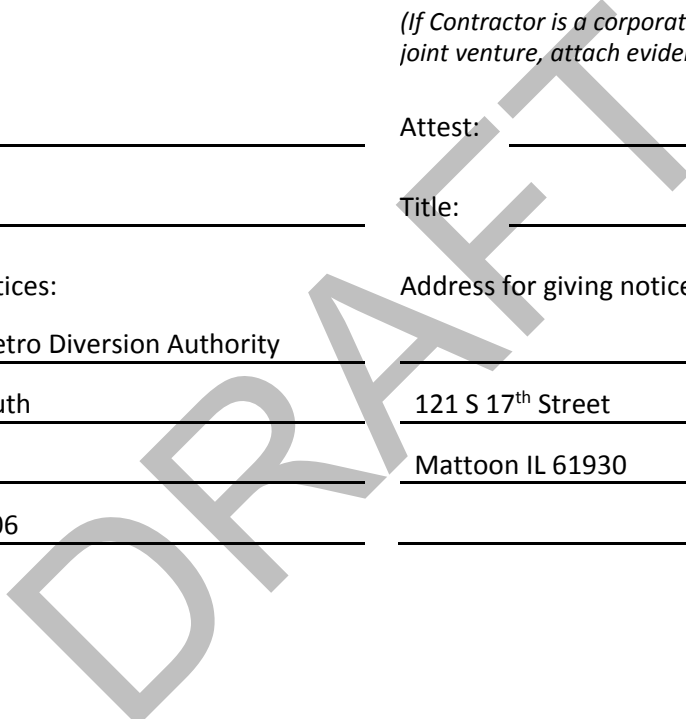 (If Contractor is a corporat
joint venture, attach evide
Attest:
Title:
tices:
Address for giving notice
etro Diversion Authority
uth
121 S 17th Street
Mattoon IL 61930
06
DRAFT